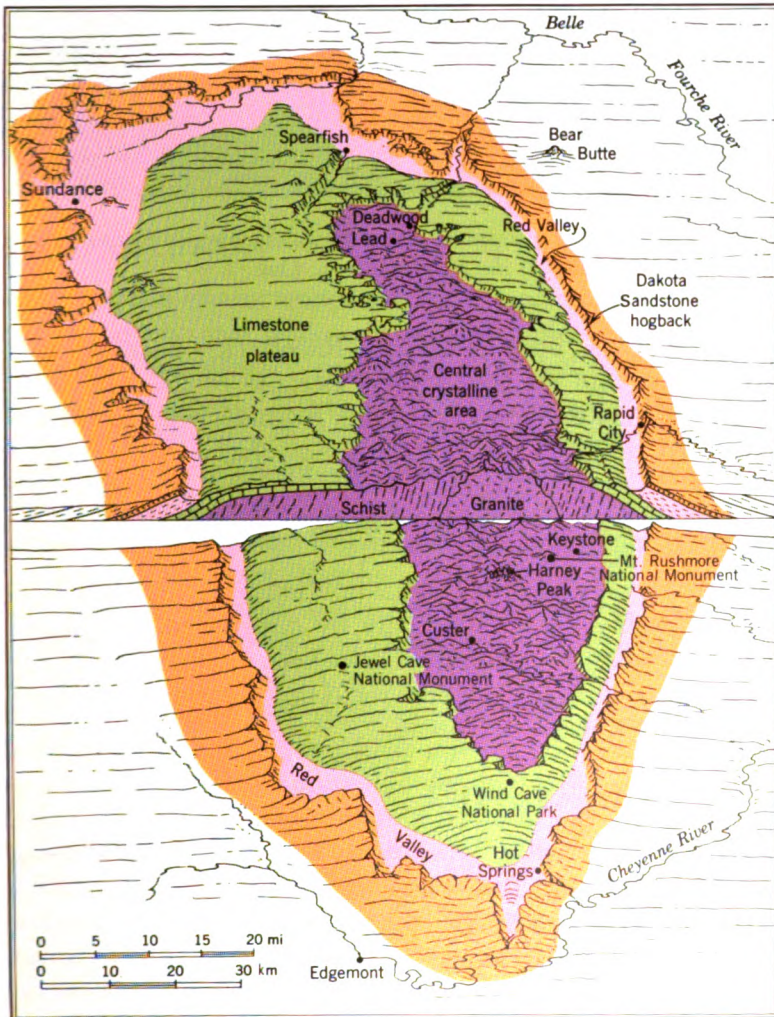 Belle
Fourche River
Bear
Butte
Spearfish
Sundance
Deadwood
Lead
Red Valley
Dakota
Sandstone
hogback
Limestone
plateau
Central
crystalline
area
Rapid
City
Schist
Granite
Keystone
Mt. Rushmore
National Monument
Harney
Peak
Custer
Jewel Cave
National Monument
Red
Valley
Wind Cave
National Park
Hot
Springs
Cheyenne River
Edgemont
0 5 10 15 20 mi
0 10 20 30 km